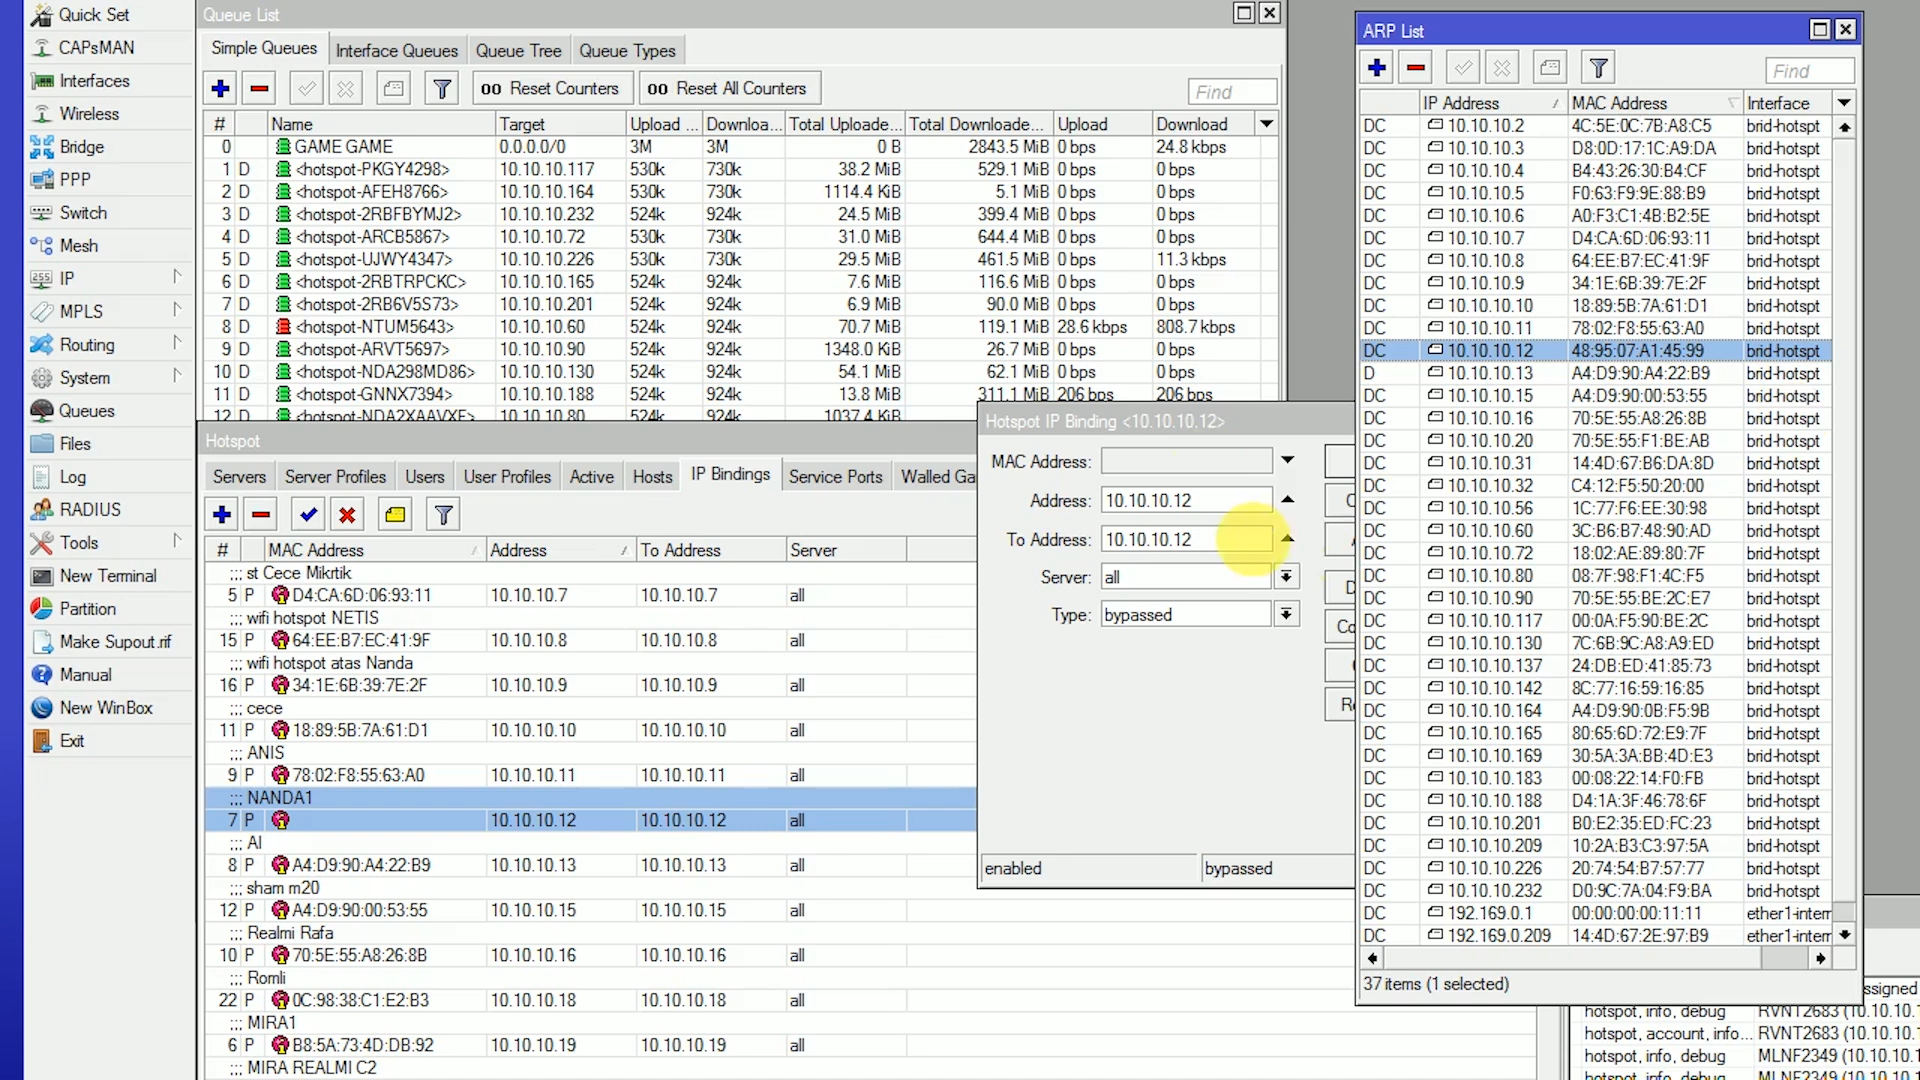 Quick Set
CAPsMAN
Interfaces
Wireless
Bridge
PPP
Switch
Mesh
IP
MPLS
Routing
System
Queues
Files
Log
RADIUS
Tools
New Terminal
Partition
Make Supout.rif
Manual
New WinBox
Exit
Queue List
Simple Queues Interface Queues Queue Tree Queue Types
00 Reset Counters 00 Reset All Counters Find
# Name Target Upload ... Downloa... Total Uploade... Total Downloade... Upload Download
0 GAME GAME 0.0.0.0/0 3M 3M 0 B 2843.5 MiB 0 bps 24.8 kbps
1 D <hotspot-PKGY4298> 10.10.10.117 530k 730k 38.2 MiB 529.1 MiB 0 bps 0 bps
2 D <hotspot-AFEH8766> 10.10.10.164 530k 730k 1114.4 KiB 5.1 MiB 0 bps 0 bps
3 D <hotspot-2RBFBYMJ2> 10.10.10.232 524k 924k 24.5 MiB 399.4 MiB 0 bps 0 bps
4 D <hotspot-ARCB5867> 10.10.10.72 530k 730k 31.0 MiB 644.4 MiB 0 bps 0 bps
5 D <hotspot-UJWY4347> 10.10.10.226 530k 730k 29.5 MiB 461.5 MiB 0 bps 11.3 kbps
6 D <hotspot-2RBTRPCKC> 10.10.10.165 524k 924k 7.6 MiB 116.6 MiB 0 bps 0 bps
7 D <hotspot-2RB6V5S73> 10.10.10.201 524k 924k 6.9 MiB 90.0 MiB 0 bps 0 bps
8 D <hotspot-NTUM5643> 10.10.10.60 524k 924k 70.7 MiB 119.1 MiB 28.6 kbps 808.7 kbps
9 D <hotspot-ARVT5697> 10.10.10.90 524k 924k 1348.0 KiB 26.7 MiB 0 bps 0 bps
10 D <hotspot-NDA298MD86> 10.10.10.130 524k 924k 54.1 MiB 62.1 MiB 0 bps 0 bps
11 D <hotspot-GNNX7394> 10.10.10.188 524k 924k 13.8 MiB 311.1 MiB 206 bps 206 bps
12 D <hotspot-NDA2XAAVXF> 10.10.10.80 524k 924k 1037.4 KiB
Hotspot
Servers Server Profiles Users User Profiles Active Hosts IP Bindings Service Ports Walled Ga
# MAC Address Address To Address Server
;;; st Cece Mikrtik
5 P D4:CA:6D:06:93:11 10.10.10.7 10.10.10.7 all
;;; wifi hotspot NETIS
15 P 64:EE:B7:EC:41:9F 10.10.10.8 10.10.10.8 all
;;; wifi hotspot atas Nanda
16 P 34:1E:6B:39:7E:2F 10.10.10.9 10.10.10.9 all
;;; cece
11 P 18:89:5B:7A:61:D1 10.10.10.10 10.10.10.10 all
;;; ANIS
9 P 78:02:F8:55:63:A0 10.10.10.11 10.10.10.11 all
;;; NANDA1
7 P 10.10.10.12 10.10.10.12 all
;;; AI
8 P A4:D9:90:A4:22:B9 10.10.10.13 10.10.10.13 all
;;; sham m20
12 P A4:D9:90:00:53:55 10.10.10.15 10.10.10.15 all
;;; Realmi Rafa
10 P 70:5E:55:A8:26:8B 10.10.10.16 10.10.10.16 all
;;; Romli
22 P 0C:98:38:C1:E2:B3 10.10.10.18 10.10.10.18 all
;;; MIRA1
6 P B8:5A:73:4D:DB:92 10.10.10.19 10.10.10.19 all
;;; MIRA REALMI C2
Hotspot IP Binding <10.10.10.12>
MAC Address:
Address: 10.10.10.12
To Address: 10.10.10.12
Server: all
Type: bypassed
Co
enabled bypassed
ARP List
Find
IP Address MAC Address Interface
DC 10.10.10.2 4C:5E:0C:7B:A8:C5 brid-hotspt
DC 10.10.10.3 D8:0D:17:1C:A9:DA brid-hotspt
DC 10.10.10.4 B4:43:26:30:B4:CF brid-hotspt
DC 10.10.10.5 F0:63:F9:9E:88:B9 brid-hotspt
DC 10.10.10.6 A0:F3:C1:4B:B2:5E brid-hotspt
DC 10.10.10.7 D4:CA:6D:06:93:11 brid-hotspt
DC 10.10.10.8 64:EE:B7:EC:41:9F brid-hotspt
DC 10.10.10.9 34:1E:6B:39:7E:2F brid-hotspt
DC 10.10.10.10 18:89:5B:7A:61:D1 brid-hotspt
DC 10.10.10.11 78:02:F8:55:63:A0 brid-hotspt
DC 10.10.10.12 48:95:07:A1:45:99 brid-hotspt
D 10.10.10.13 A4:D9:90:A4:22:B9 brid-hotspt
DC 10.10.10.15 A4:D9:90:00:53:55 brid-hotspt
DC 10.10.10.16 70:5E:55:A8:26:8B brid-hotspt
DC 10.10.10.20 70:5E:55:F1:BE:AB brid-hotspt
DC 10.10.10.31 14:4D:67:B6:DA:8D brid-hotspt
DC 10.10.10.32 C4:12:F5:50:20:00 brid-hotspt
DC 10.10.10.56 1C:77:F6:EE:30:98 brid-hotspt
DC 10.10.10.60 3C:B6:B7:48:90:AD brid-hotspt
DC 10.10.10.72 18:02:AE:89:80:7F brid-hotspt
DC 10.10.10.80 08:7F:98:F1:4C:F5 brid-hotspt
DC 10.10.10.90 70:5E:55:BE:2C:E7 brid-hotspt
DC 10.10.10.117 00:0A:F5:90:BE:2C brid-hotspt
DC 10.10.10.130 7C:6B:9C:A8:A9:ED brid-hotspt
DC 10.10.10.137 24:DB:ED:41:85:73 brid-hotspt
DC 10.10.10.142 8C:77:16:59:16:85 brid-hotspt
DC 10.10.10.164 A4:D9:90:0B:F5:9B brid-hotspt
DC 10.10.10.165 80:65:6D:72:E9:7F brid-hotspt
DC 10.10.10.169 30:5A:3A:BB:4D:E3 brid-hotspt
DC 10.10.10.183 00:08:22:14:F0:FB brid-hotspt
DC 10.10.10.188 D4:1A:3F:46:78:6F brid-hotspt
DC 10.10.10.201 B0:E2:35:ED:FC:23 brid-hotspt
DC 10.10.10.209 10:2A:B3:C3:97:5A brid-hotspt
DC 10.10.10.226 20:74:54:B7:57:77 brid-hotspt
DC 10.10.10.232 D0:9C:7A:04:F9:BA brid-hotspt
DC 192.169.0.1 00:00:00:00:11:11 ether1-intern
DC 192.169.0.209 14:4D:67:2E:97:B9 ether1-intern
37 items (1 selected)
ssigned
hotspot, info, debug RVNT2683 (10.10.10.1
hotspot, account, info... RVNT2683 (10.10.10.
hotspot, info, debug MLNF2349 (10.10.10.1
hotspot, info, debug MLNF2349 (10.10.10.1